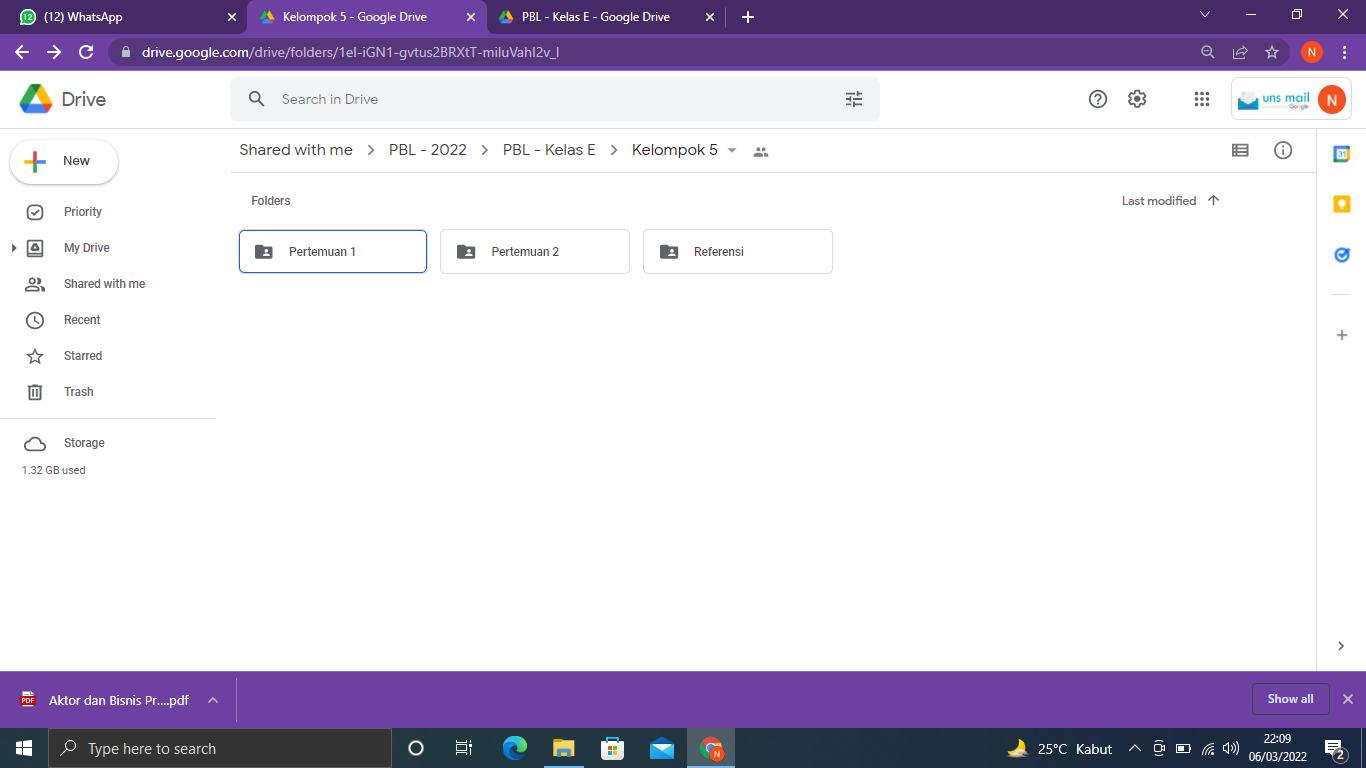 (12) WhatsApp
Kelompok 5 - Google Drive
PBL - Kelas E - Google Drive
drive.google.com/drive/folders/1el-iGN1-gvtus2BRXtT-miluVahI2v_l
N
Drive
Search in Drive
uns mail
N
New
Shared with me > PBL - 2022 > PBL - Kelas E > Kelompok 5
Priority
My Drive
Shared with me
Recent
Starred
Trash
Storage
1.32 GB used
Folders
Last modified
Pertemuan 1
Pertemuan 2
Referensi
31
PDF
Aktor dan Bisnis Pr....pdf
Show all
Type here to search
N
25°C Kabut
22:09
06/03/2022
2